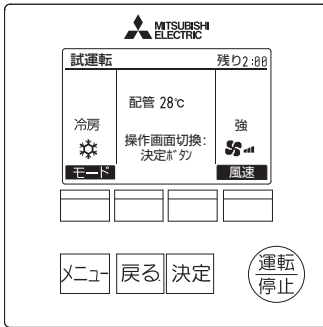 MITSUBISHI
ELECTRIC
試運転 残り2:00
配管 28℃
冷房 強
操作画面切換:
決定ﾎﾞﾀﾝ
モード 風速
メニュー 戻る 決定 運転
停止